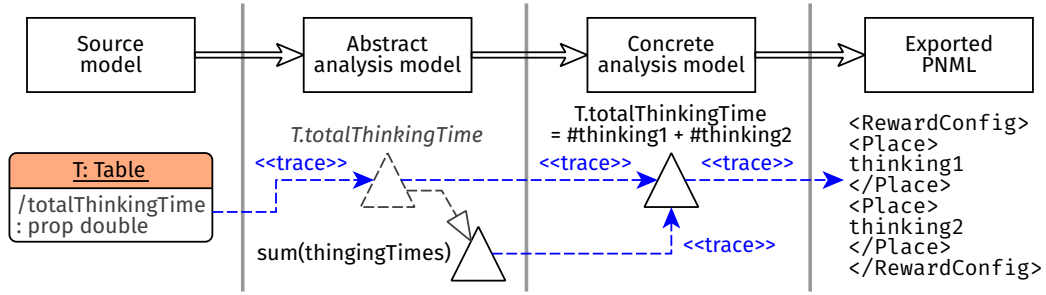 Source
model
Abstract
analysis model
Concrete
analysis model
Exported
PNML
T: Table
/totalThinkingTime
: prop double
<<trace>>
T.totalThinkingTime
sum(thingingTimes)
T.totalThinkingTime
= #thinking1 + #thinking2
<<trace>>
<<trace>>
<<trace>>
<RewardConfig>
<Place>
thinking1
</Place>
<Place>
thinking2
</Place>
</RewardConfig>